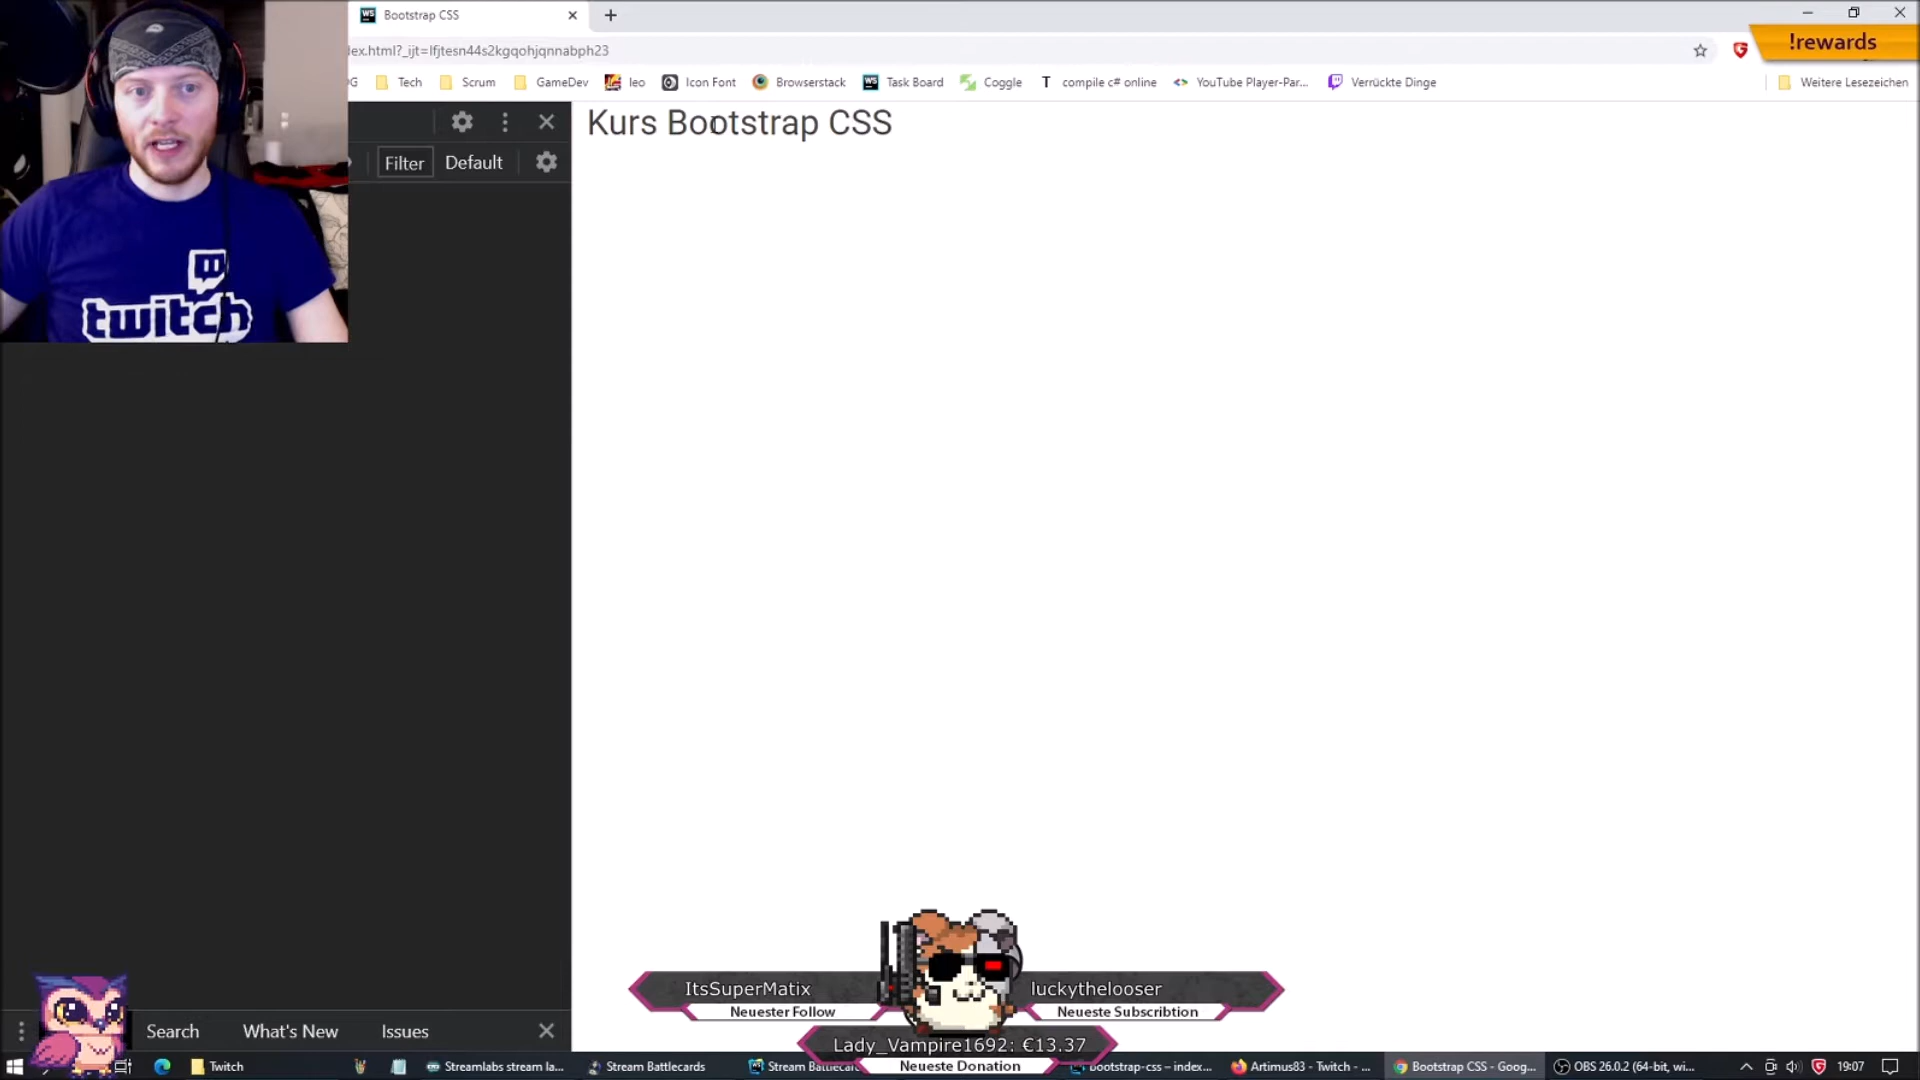 Bootstrap CSS
!rewards
dex.html?_ijt=lfjtesn44s2kgqohjqnnabph23
Tech
Scrum
GameDev
leo
Icon Font
Browserstack
Task Board
Coggle
compile c# online
YouTube Player-Par...
Verrückte Dinge
Weitere Lesezeichen
Filter
Default
Kurs Bootstrap CSS
twitch
ItsSuperMatix
luckythelooser
Neuester Follow
Neueste Subscribtion
Lady_Vampire1692: €13.37
Neueste Donation
Search
What's New
Issues
Twitch
Streamlabs stream la...
Stream Battlecards
Stream Battlecar
Bootstrap-css – index...
Artimus83 - Twitch - ...
Bootstrap CSS - Goog...
OBS 26.0.2 (64-bit, wi...
19:07